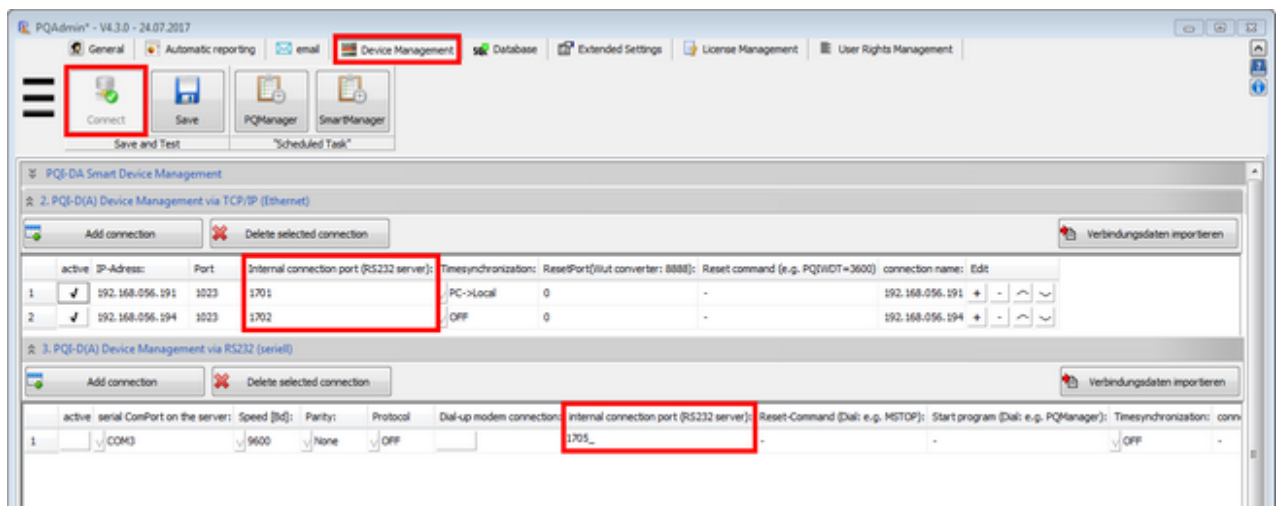 PQAdmin* - V4.3.0 - 24.07.2017
General Automatic reporting email Device Management SQL Database Extended Settings License Management User Rights Management
Connect Save PQManager SmartManager
Save and Test "Scheduled Task"
PQI-DA Smart Device Management
2. PQI-D(A) Device Management via TCP/IP (Ethernet)
Add connection Delete selected connection Verbindungsdaten importieren
active IP-Adress: Port Internal connection port (RS232 server): Timesynchronization: ResetPort(Wut converter: 8888): Reset command (e.g. PQIWDT=3600) connection name: Edit
1 192.168.056.191 1023 1701 PC->Local 0 - 192.168.056.191 + -
2 192.168.056.194 1023 1702 OFF 0 - 192.168.056.194 + -
3. PQI-D(A) Device Management via RS232 (seriell)
Add connection Delete selected connection Verbindungsdaten importieren
active serial ComPort on the server: Speed [Bd]: Parity: Protocol Dial-up modem connection: internal connection port (RS232 server): Reset-Command (Dial: e.g. MSTOP): Start program (Dial: e.g. PQManager): Timesynchronization: conn
1 COM3 9600 None OFF 1705_ - - OFF -